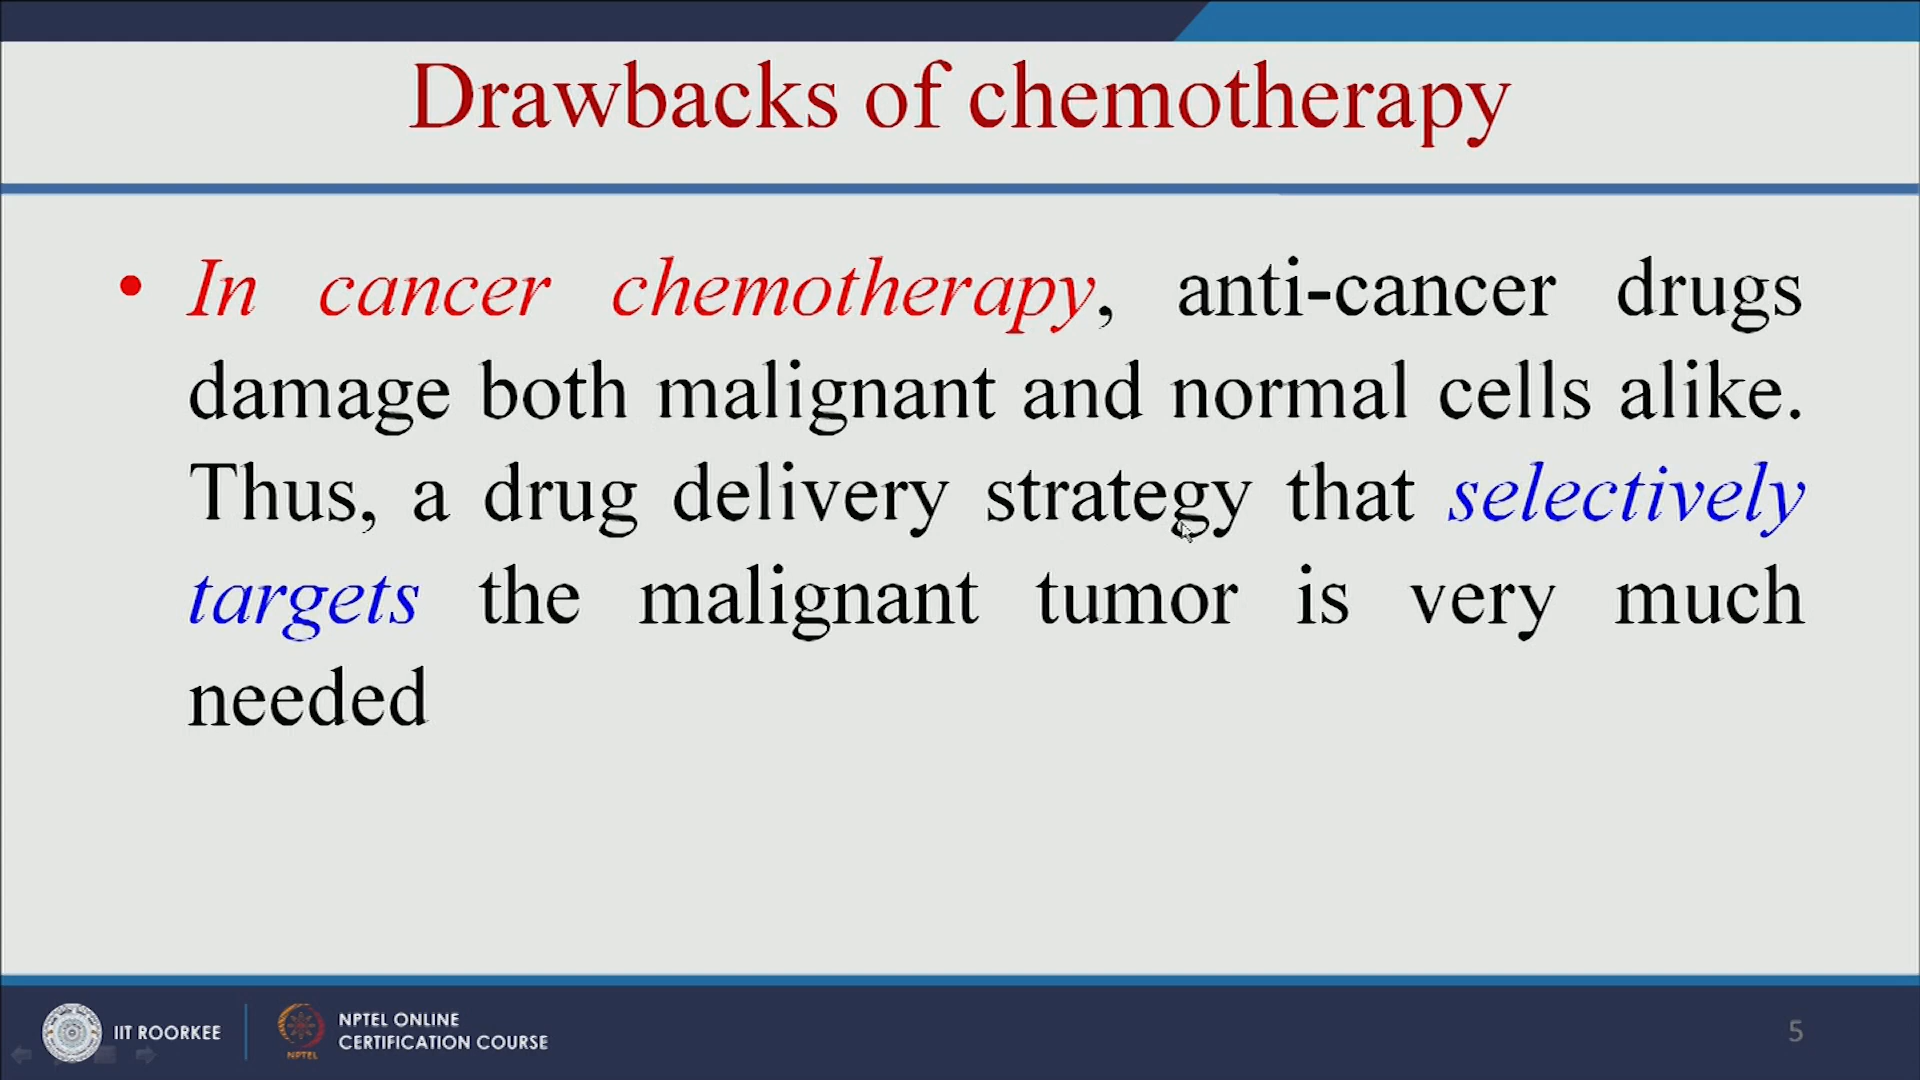 Drawbacks of chemotherapy
• In cancer chemotherapy, anti-cancer drugs
damage both malignant and normal cells alike.
Thus, a drug delivery strategy that selectively
targets the malignant tumor is very much
needed
IIT ROORKEE
NPTEL
NPTEL ONLINE
CERTIFICATION COURSE
5